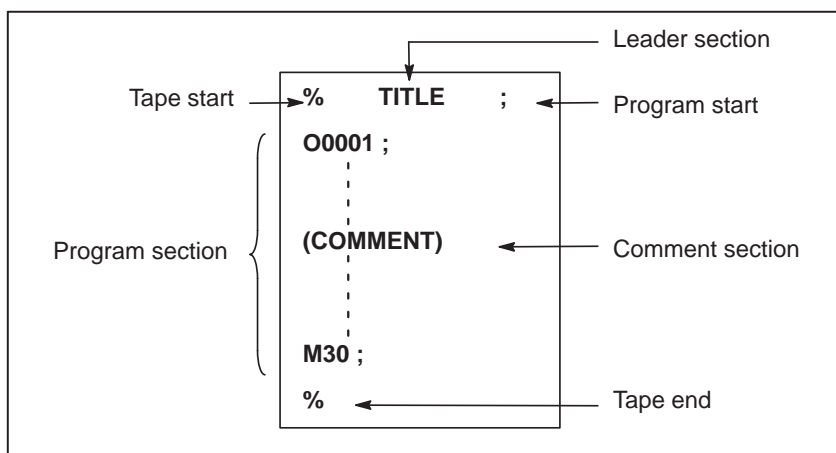 Leader section
Tape start % TITLE ; Program start
O0001 ;
Program section (COMMENT) Comment section
M30 ;
% Tape end